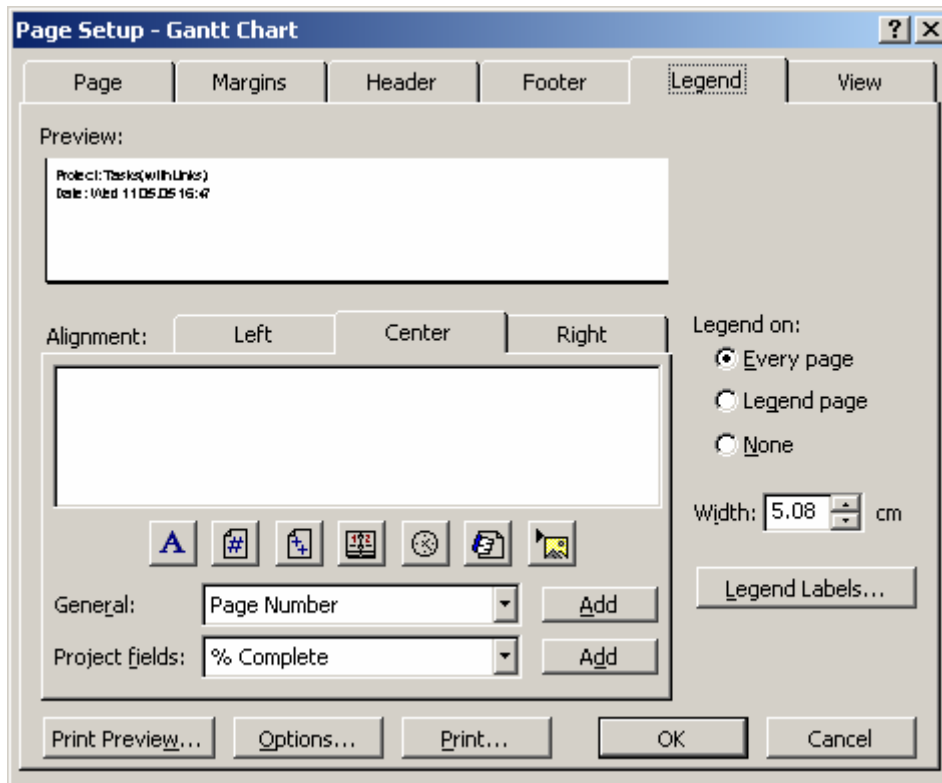 Page Setup - Gantt Chart
Page Margins Header Footer Legend View
Preview:
Project: Tasks(with Links)
Date: Wed 11.05.05 16:47
Alignment: Left Center Right
Legend on:
Every page
Legend page
None
Width: 5.08 cm
Legend Labels...
General: Page Number Add
Project fields: % Complete Add
Print Preview... Options... Print... OK Cancel